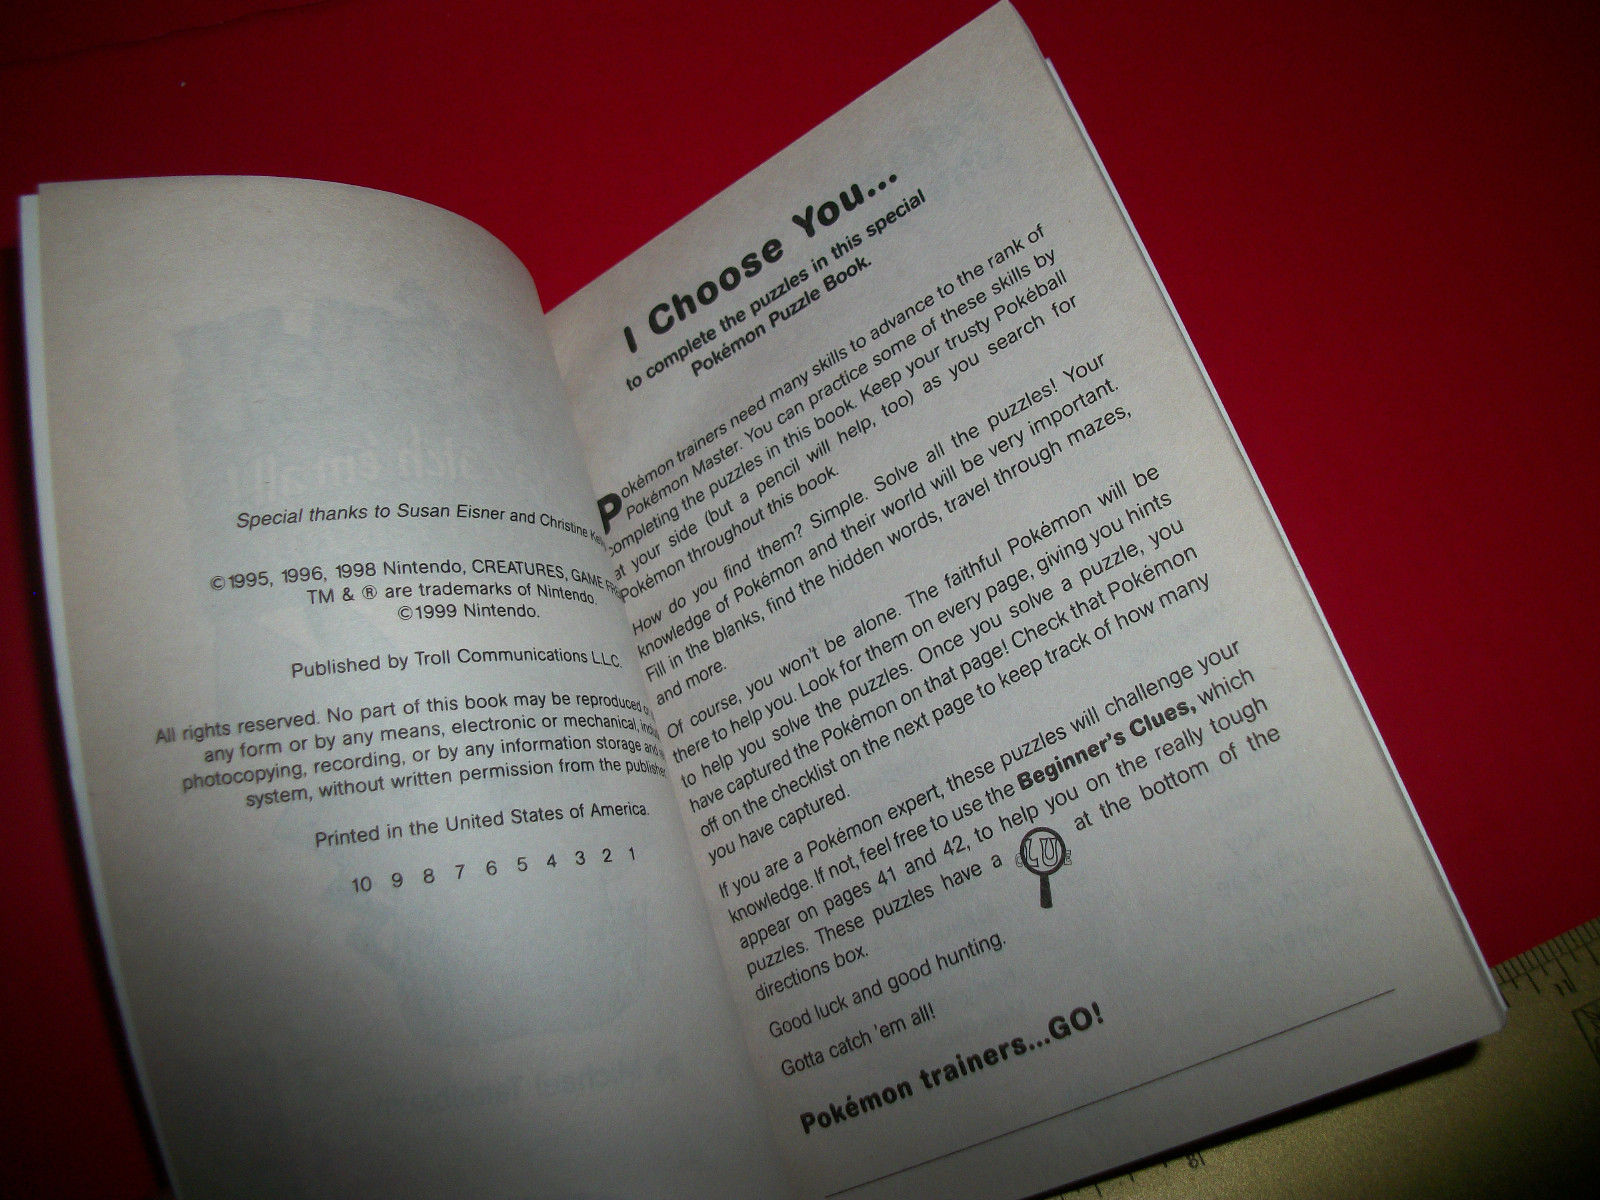 Special thanks to Susan Eisner and Christine
©1995, 1996, 1998 Nintendo, CREATURES, GAME
TM & ® are trademarks of Nintendo.
©1999 Nintendo.
Published by Troll Communications L.L.C.
All rights reserved. No part of this book may be reproduced
any form or by any means, electronic or mechanical,
photocopying, recording, or by any information storage and
system, without written permission from the publisher
Printed in the United States of America.
10 9 8 7 6 5 4 3 2 1
I Choose You...
to complete the puzzles in this special
Pokémon Puzzle Book.
Pokémon trainers need many skills to advance to the rank of
Pokémon Master. You can practice some of these skills by
completing the puzzles in this book. Keep your trusty Pokéball
at your side (but a pencil will help, too) as you search for
Pokémon throughout this book.
How do you find them? Simple. Solve all the puzzles! Your
knowledge of Pokémon and their world will be very important.
Fill in the blanks, find the hidden words, travel through mazes,
and more.
Of course, you won't be alone. The faithful Pokémon will be
there to help you. Look for them on every page, giving you hints
to help you solve the puzzles. Once you solve a puzzle, you
have captured the Pokémon on that page! Check that Pokémon
off on the checklist on the next page to keep track of how many
you have captured.
If you are a Pokémon expert, these puzzles will challenge your
knowledge. If not, feel free to use the Beginner's Clues, which
appear on pages 41 and 42, to help you on the really tough
puzzles. These puzzles have a CLUE at the bottom of the
directions box.
Good luck and good hunting.
Gotta catch 'em all!
Pokémon trainers...GO!